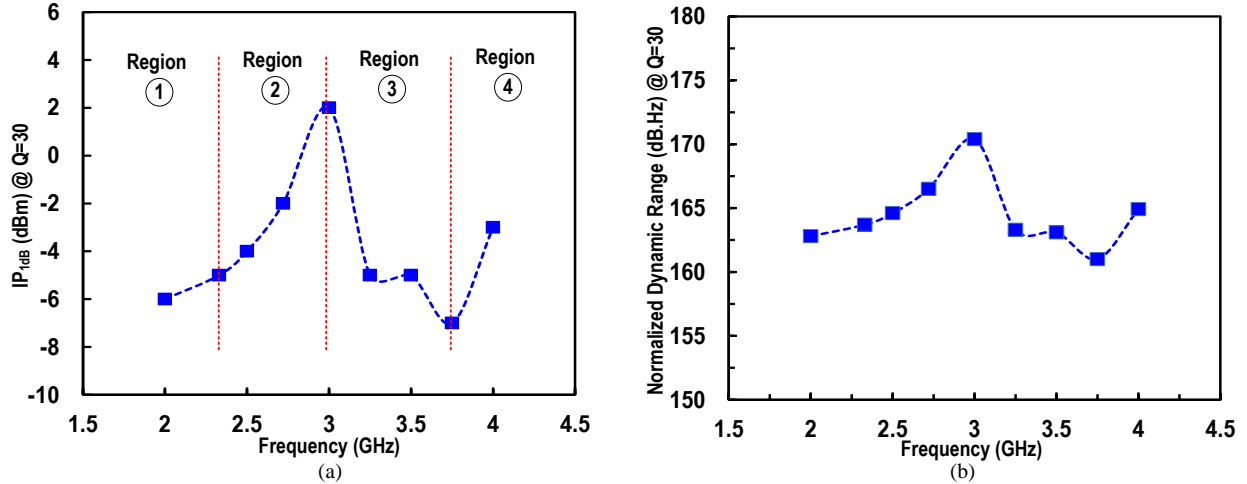 6
4
2
0
-2
-4
-6
-8
-10
IP1dB (dBm) @ Q=30
Region
1
Region
2
Region
3
Region
4
1.5 2 2.5 3 3.5 4 4.5
Frequency (GHz)
(a)
180
175
170
165
160
155
150
Normalized Dynamic Range (dB.Hz) @ Q=30
1.5 2 2.5 3 3.5 4 4.5
Frequency (GHz)
(b)